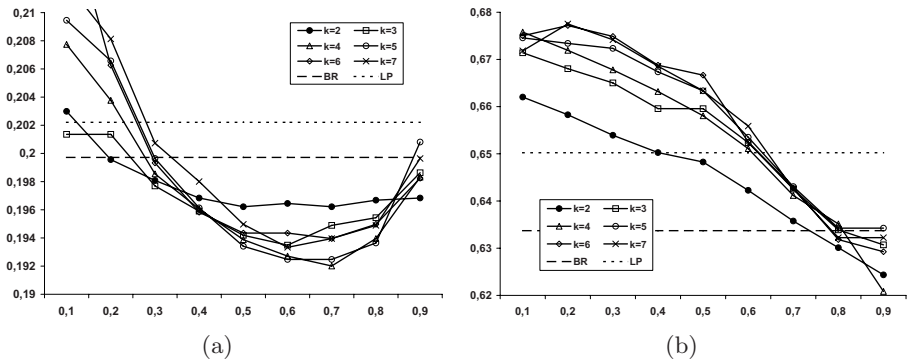 0,21
0,208
0,206
0,204
0,202
0,2
0,198
0,196
0,194
0,192
0,19
0,1 0,2 0,3 0,4 0,5 0,6 0,7 0,8 0,9
k=2 k=3
k=4 k=5
k=6 k=7
BR LP
(a)
0,68
0,67
0,66
0,65
0,64
0,63
0,62
0,1 0,2 0,3 0,4 0,5 0,6 0,7 0,8 0,9
k=2 k=3
k=4 k=5
k=6 k=7
BR LP
(b)